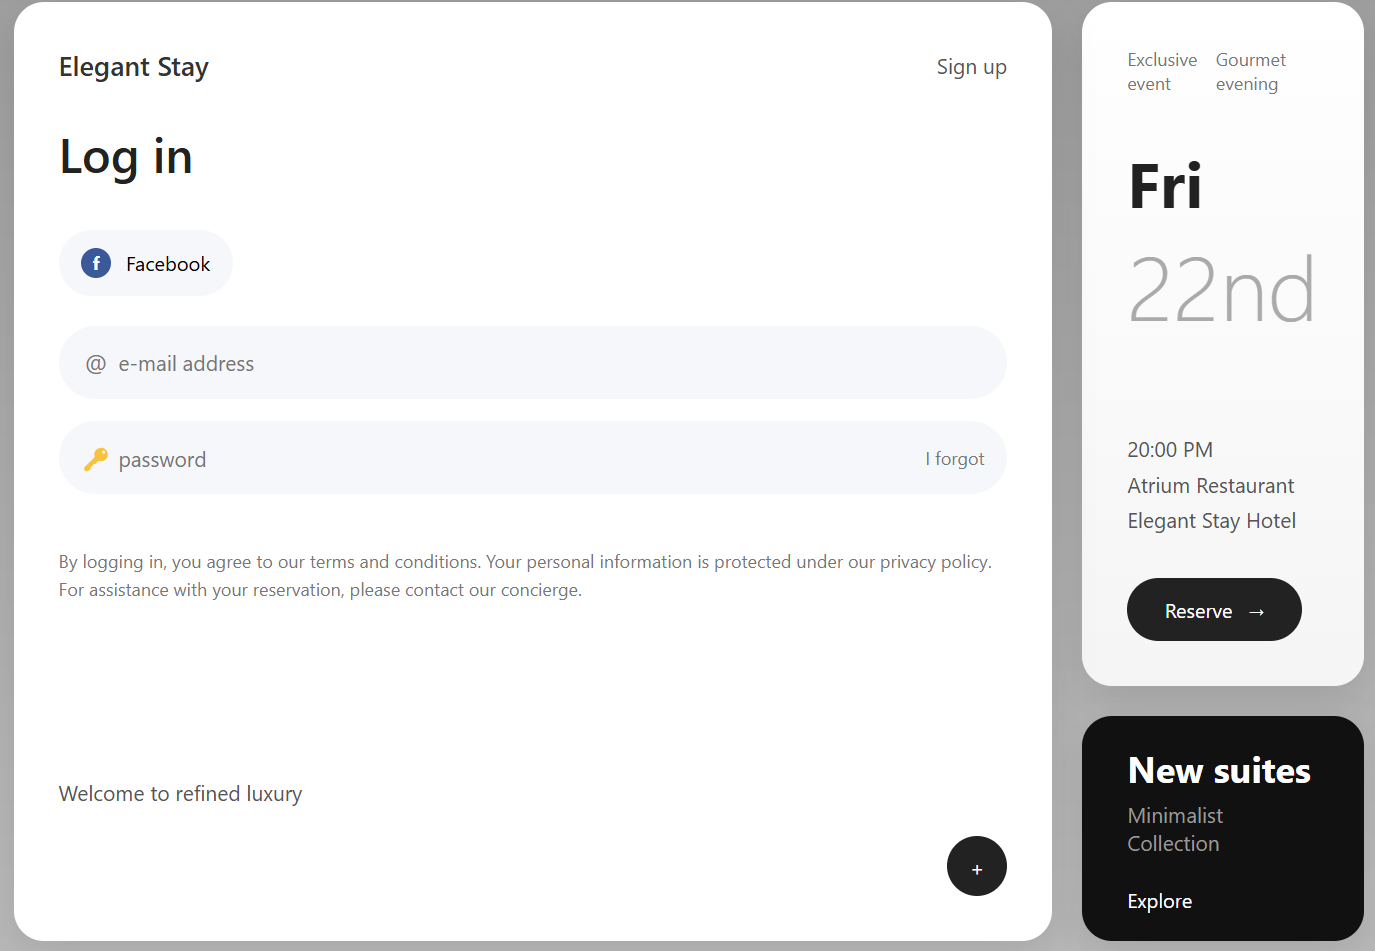 Elegant Stay
Sign up
Log in
f Facebook
@ e-mail address
password
I forgot
By logging in, you agree to our terms and conditions. Your personal information is protected under our privacy policy.
For assistance with your reservation, please contact our concierge.
Welcome to refined luxury
+
Exclusive
event
Gourmet
evening
Fri
22nd
20:00 PM
Atrium Restaurant
Elegant Stay Hotel
Reserve →
New suites
Minimalist
Collection
Explore